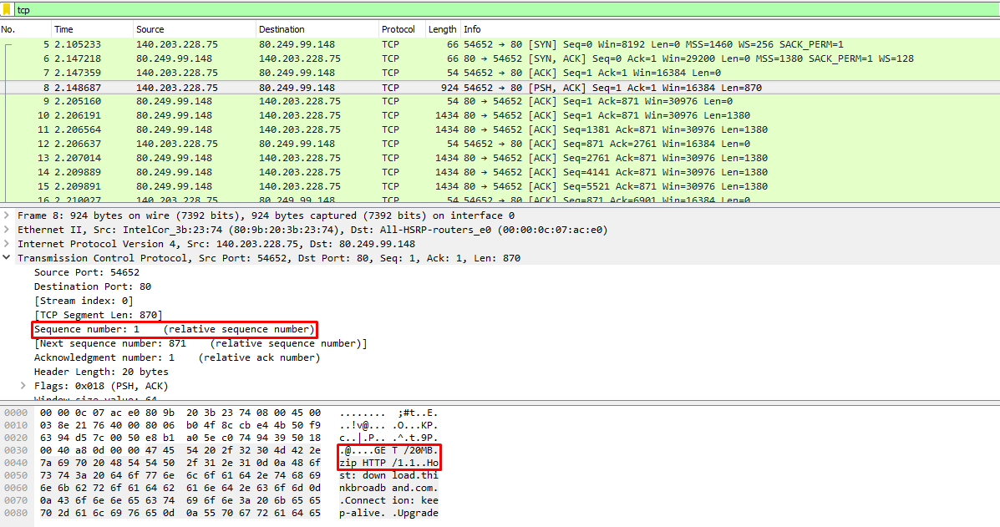 tcp
No. Time Source Destination Protocol Length Info
5 2.105233 140.203.228.75 80.249.99.148 TCP 66 54652 → 80 [SYN] Seq=0 Win=8192 Len=0 MSS=1460 WS=256 SACK_PERM=1
6 2.147218 80.249.99.148 140.203.228.75 TCP 66 80 → 54652 [SYN, ACK] Seq=0 Ack=1 Win=29200 Len=0 MSS=1380 SACK_PERM=1 WS=128
7 2.147359 140.203.228.75 80.249.99.148 TCP 54 54652 → 80 [ACK] Seq=1 Ack=1 Win=16384 Len=0
8 2.148687 140.203.228.75 80.249.99.148 TCP 924 54652 → 80 [PSH, ACK] Seq=1 Ack=1 Win=16384 Len=870
9 2.205160 80.249.99.148 140.203.228.75 TCP 54 80 → 54652 [ACK] Seq=1 Ack=871 Win=30976 Len=0
10 2.206191 80.249.99.148 140.203.228.75 TCP 1434 80 → 54652 [ACK] Seq=1 Ack=871 Win=30976 Len=1380
11 2.206564 80.249.99.148 140.203.228.75 TCP 1434 80 → 54652 [ACK] Seq=1381 Ack=871 Win=30976 Len=1380
12 2.206637 140.203.228.75 80.249.99.148 TCP 54 54652 → 80 [ACK] Seq=871 Ack=2761 Win=16384 Len=0
13 2.207014 80.249.99.148 140.203.228.75 TCP 1434 80 → 54652 [ACK] Seq=2761 Ack=871 Win=30976 Len=1380
14 2.209889 80.249.99.148 140.203.228.75 TCP 1434 80 → 54652 [ACK] Seq=4141 Ack=871 Win=30976 Len=1380
15 2.209891 80.249.99.148 140.203.228.75 TCP 1434 80 → 54652 [ACK] Seq=5521 Ack=871 Win=30976 Len=1380
16 2.210027 140.203.228.75 80.249.99.148 TCP 54 54652 → 80 [ACK] Seq=871 Ack=6901 Win=16384 Len=0
Frame 8: 924 bytes on wire (7392 bits), 924 bytes captured (7392 bits) on interface 0
Ethernet II, Src: IntelCor_3b:23:74 (80:9b:20:3b:23:74), Dst: All-HSRP-routers_e0 (00:00:0c:07:ac:e0)
Internet Protocol Version 4, Src: 140.203.228.75, Dst: 80.249.99.148
Transmission Control Protocol, Src Port: 54652, Dst Port: 80, Seq: 1, Ack: 1, Len: 870
Source Port: 54652
Destination Port: 80
[Stream index: 0]
[TCP Segment Len: 870]
Sequence number: 1 (relative sequence number)
[Next sequence number: 871 (relative sequence number)]
Acknowledgment number: 1 (relative ack number)
Header Length: 20 bytes
Flags: 0x018 (PSH, ACK)
Window size value: 64
0000 00 00 0c 07 ac e0 80 9b 20 3b 23 74 08 00 45 00 ........ ;#t..E.
0010 03 8e 21 76 40 00 80 06 b0 4f 8c cb e4 4b 50 f9 ..!v@... .O...KP.
0020 63 94 d5 7c 00 50 e8 b1 a0 5e c0 74 94 39 50 18 c..|.P.. .^.t.9P.
0030 00 40 a8 0d 00 00 47 45 54 20 2f 32 30 4d 42 2e .@....GE T /20MB.
0040 7a 69 70 20 48 54 54 50 2f 31 2e 31 0d 0a 48 6f zip HTTP /1.1..Ho
0050 73 74 3a 20 64 6f 77 6e 6c 6f 61 64 2e 74 68 69 st: down load.thi
0060 6e 6b 62 72 6f 61 64 62 61 6e 64 2e 63 6f 6d 0d nkbroadb and.com.
0070 0a 43 6f 6e 6e 65 63 74 69 6f 6e 3a 20 6b 65 65 .Connect ion: kee
0080 70 2d 61 6c 69 76 65 0d 0a 55 70 67 72 61 64 65 p-alive. .Upgrade